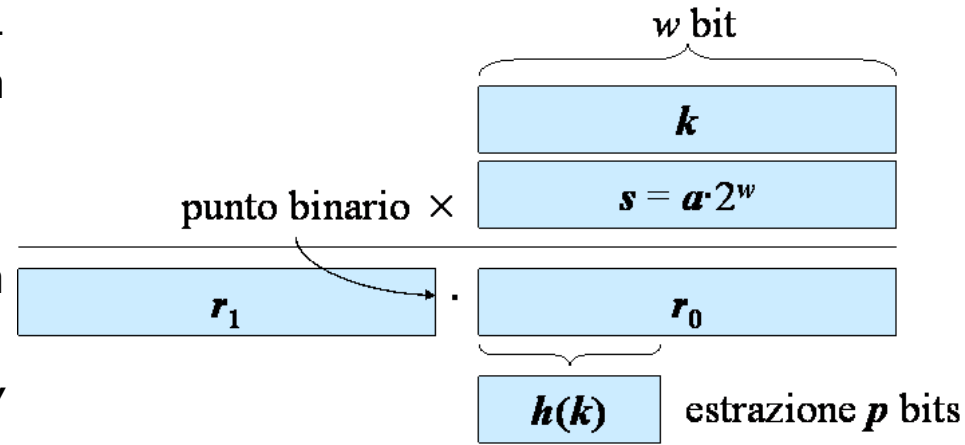 w bit
k
s = a·2^w
punto binario ×
r₁ · r₀
h(k) estrazione p bits